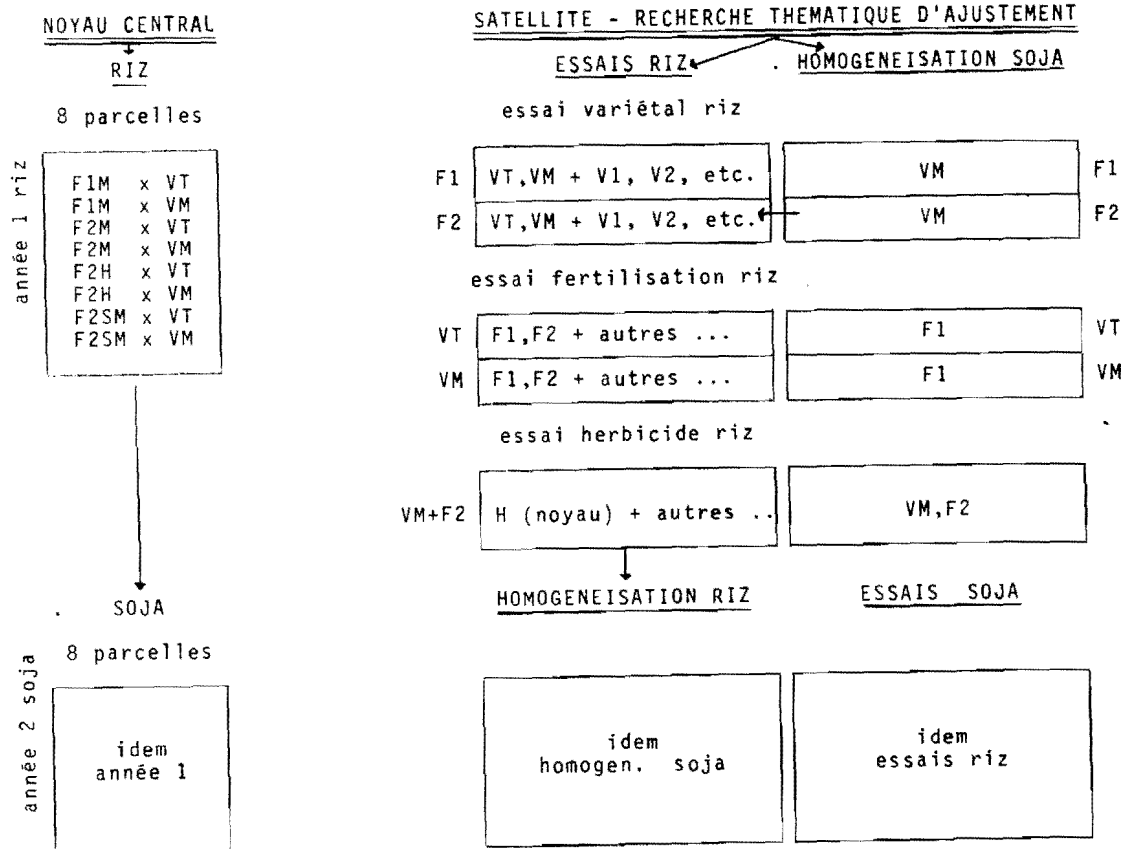 NOYAU CENTRAL
RIZ
8 parcelles
année 1 riz
F1M x VT
F1M x VM
F2M x VT
F2M x VM
F2H x VT
F2H x VM
F2SM x VT
F2SM x VM
SOJA
8 parcelles
année 2 soja
idem
année 1
SATELLITE - RECHERCHE THEMATIQUE D'AJUSTEMENT
ESSAIS RIZ . HOMOGENEISATION SOJA
essai variétal riz
F1 VT,VM + V1, V2, etc. VM F1
F2 VT,VM + V1, V2, etc. VM F2
essai fertilisation riz
VT F1,F2 + autres ... F1 VT
VM F1,F2 + autres ... F1 VM
essai herbicide riz
VM+F2 H (noyau) + autres .. VM,F2
HOMOGENEISATION RIZ ESSAIS SOJA
idem
homogen. soja
idem
essais riz